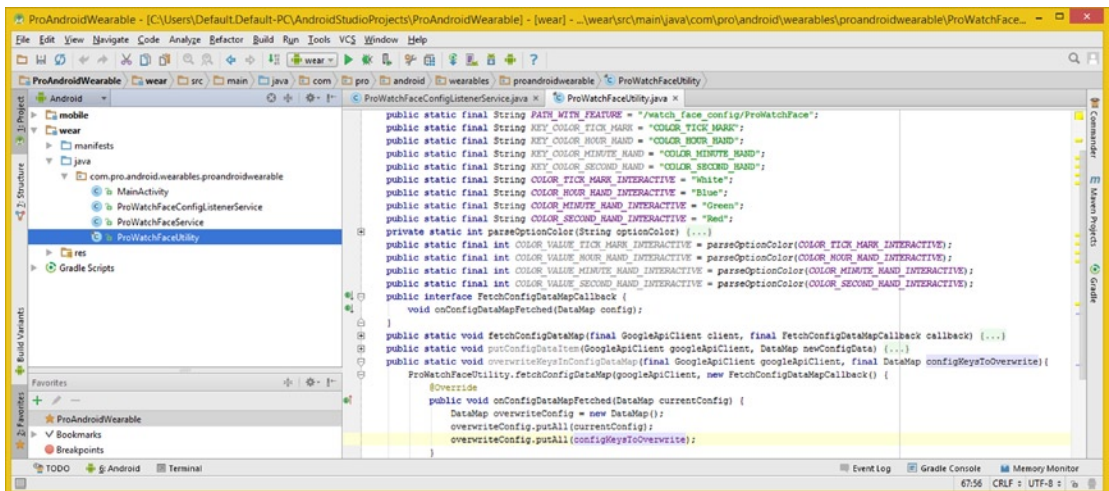 ProAndroidWearable - [C:\Users\Default.Default-PC\AndroidStudioProjects\ProAndroidWearable] - [wear] - ...\wear\src\main\java\com\pro\android\wearables\proandroidwearable\ProWatchFace...
File Edit View Navigate Code Analyze Refactor Build Run Tools VCS Window Help
wear
ProAndroidWearable wear src main java com pro android wearables proandroidwearable ProWatchFaceUtility
Android
ProWatchFaceConfigListenerService.java × ProWatchFaceUtility.java ×
1: Project
2: Structure
Build Variants
2: Favorites
mobile
wear
manifests
java
com.pro.android.wearables.proandroidwearable
MainActivity
ProWatchFaceConfigListenerService
ProWatchFaceService
ProWatchFaceUtility
res
Gradle Scripts
Favorites
ProAndroidWearable
Bookmarks
Breakpoints
public static final String PATH_WITH_FEATURE = "/watch_face_config/ProWatchFace";
public static final String KEY_COLOR_TICK_MARK = "COLOR_TICK_MARK";
public static final String KEY_COLOR_HOUR_HAND = "COLOR_HOUR_HAND";
public static final String KEY_COLOR_MINUTE_HAND = "COLOR_MINUTE_HAND";
public static final String KEY_COLOR_SECOND_HAND = "COLOR_SECOND_HAND";
public static final String COLOR_TICK_MARK_INTERACTIVE = "White";
public static final String COLOR_HOUR_HAND_INTERACTIVE = "Blue";
public static final String COLOR_MINUTE_HAND_INTERACTIVE = "Green";
public static final String COLOR_SECOND_HAND_INTERACTIVE = "Red";
private static int parseOptionColor(String optionColor) {...}
public static final int COLOR_VALUE_TICK_MARK_INTERACTIVE = parseOptionColor(COLOR_TICK_MARK_INTERACTIVE);
public static final int COLOR_VALUE_HOUR_HAND_INTERACTIVE = parseOptionColor(COLOR_HOUR_HAND_INTERACTIVE);
public static final int COLOR_VALUE_MINUTE_HAND_INTERACTIVE = parseOptionColor(COLOR_MINUTE_HAND_INTERACTIVE);
public static final int COLOR_VALUE_SECOND_HAND_INTERACTIVE = parseOptionColor(COLOR_SECOND_HAND_INTERACTIVE);
public interface FetchConfigDataMapCallback {
void onConfigDataMapFetched(DataMap config);
}
public static void fetchConfigDataMap(final GoogleApiClient client, final FetchConfigDataMapCallback callback) {...}
public static void putConfigDataItem(GoogleApiClient googleApiClient, DataMap newConfigData) {...}
public static void overwriteKeysInConfigDataMap(final GoogleApiClient googleApiClient, final DataMap configKeysToOverwrite){
ProWatchFaceUtility.fetchConfigDataMap(googleApiClient, new FetchConfigDataMapCallback() {
@Override
public void onConfigDataMapFetched(DataMap currentConfig) {
DataMap overwriteConfig = new DataMap();
overwriteConfig.putAll(currentConfig);
overwriteConfig.putAll(configKeysToOverwrite);
}
Commander
m Maven Projects
Gradle
TODO 6: Android Terminal Event Log Gradle Console Memory Monitor
67:56 CRLF UTF-8